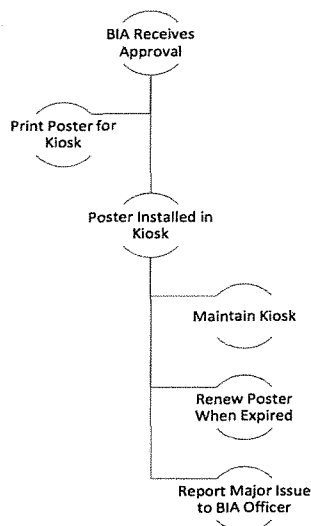 BIA Receives
Approval
Print Poster for
Kiosk
Poster Installed in
Kiosk
Maintain Kiosk
Renew Poster
When Expired
Report Major Issue
to BIA Officer